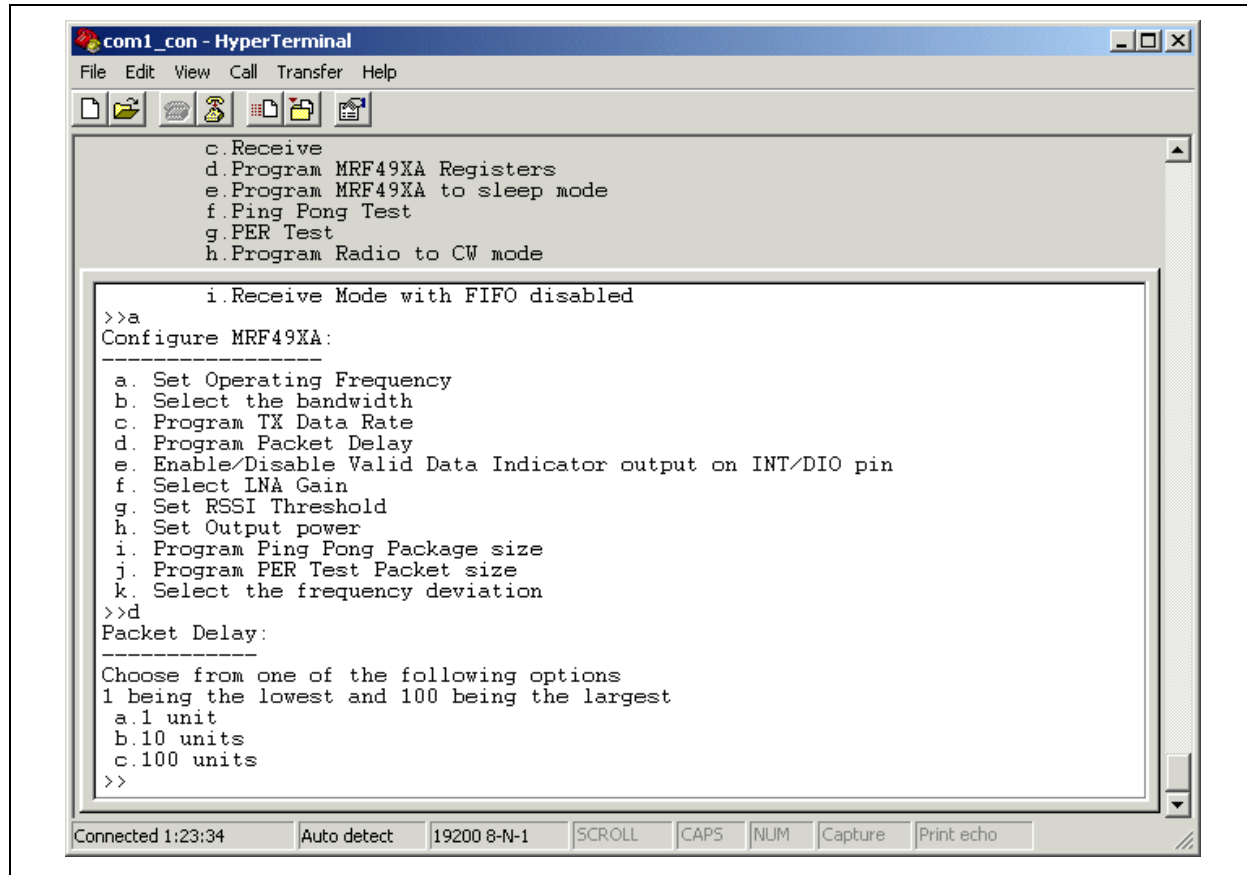 com1_con - HyperTerminal
File Edit View Call Transfer Help
c.Receive
d.Program MRF49XA Registers
e.Program MRF49XA to sleep mode
f.Ping Pong Test
g.PER Test
h.Program Radio to CW mode
i.Receive Mode with FIFO disabled
>>a
Configure MRF49XA:
-----------------
a. Set Operating Frequency
b. Select the bandwidth
c. Program TX Data Rate
d. Program Packet Delay
e. Enable/Disable Valid Data Indicator output on INT/DIO pin
f. Select LNA Gain
g. Set RSSI Threshold
h. Set Output power
i. Program Ping Pong Package size
j. Program PER Test Packet size
k. Select the frequency deviation
>>d
Packet Delay:
------------
Choose from one of the following options
1 being the lowest and 100 being the largest
a.1 unit
b.10 units
c.100 units
>>
Connected 1:23:34 Auto detect 19200 8-N-1 SCROLL CAPS NUM Capture Print echo